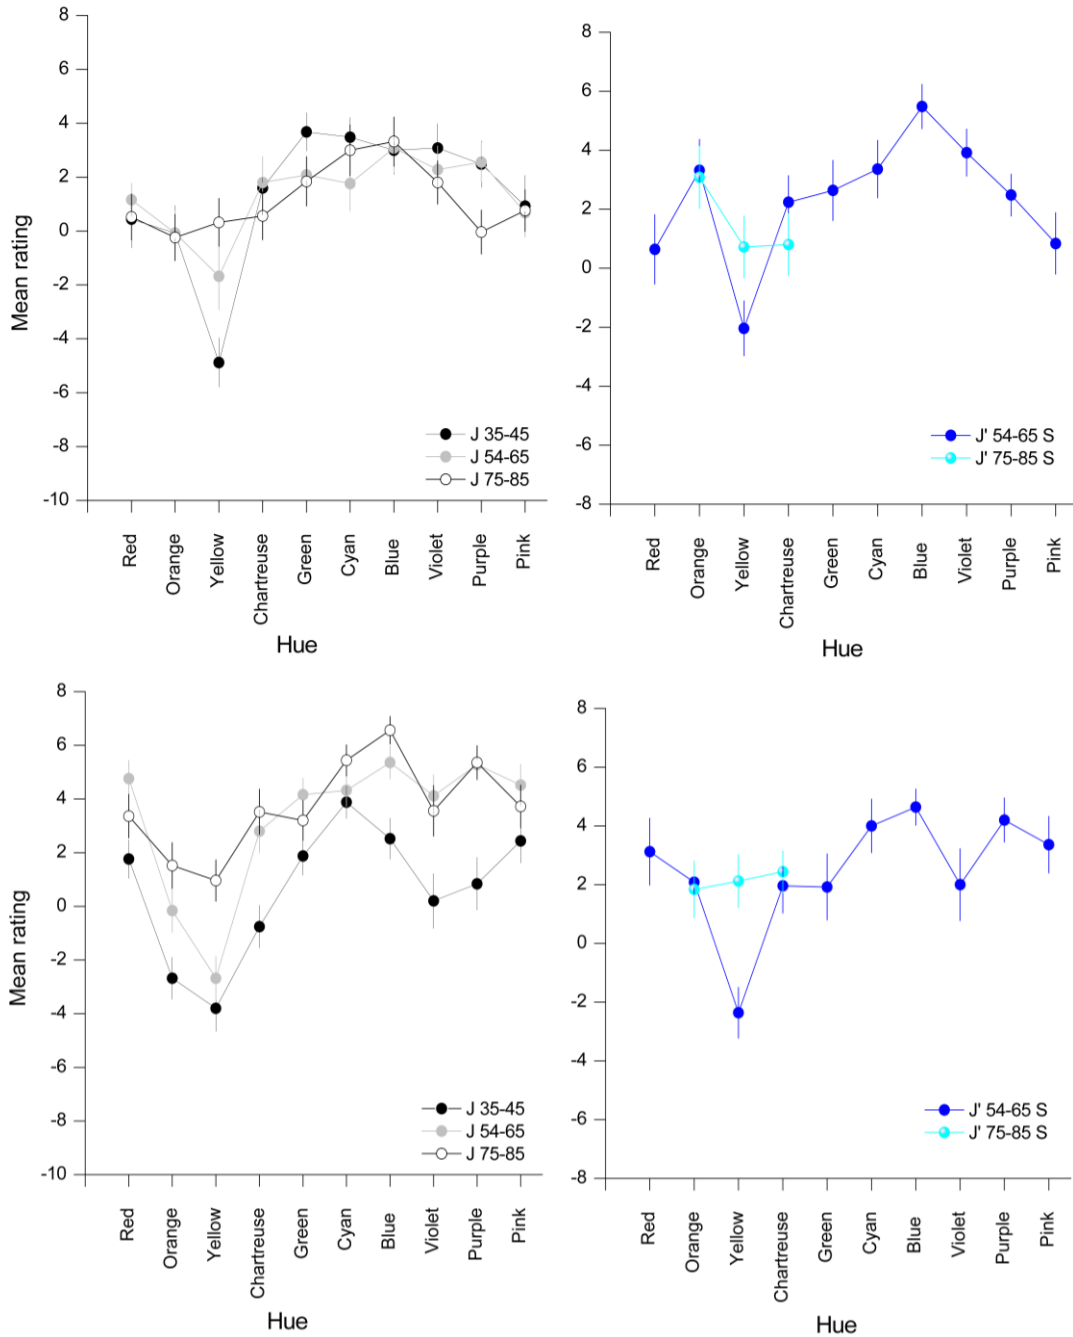 8
6
4
2
0
-2
-4
-6
-8
-10
Mean rating
Red
Orange
Yellow
Chartreuse
Green
Cyan
Blue
Violet
Purple
Pink
Hue
J 35-45
J 54-65
J 75-85
8
6
4
2
0
-2
-4
-6
-8
Red
Orange
Yellow
Chartreuse
Green
Cyan
Blue
Violet
Purple
Pink
Hue
J' 54-65 S
J' 75-85 S
8
6
4
2
0
-2
-4
-6
-8
-10
Mean rating
Red
Orange
Yellow
Chartreuse
Green
Cyan
Blue
Violet
Purple
Pink
Hue
J 35-45
J 54-65
J 75-85
8
6
4
2
0
-2
-4
-6
-8
Red
Orange
Yellow
Chartreuse
Green
Cyan
Blue
Violet
Purple
Pink
Hue
J' 54-65 S
J' 75-85 S